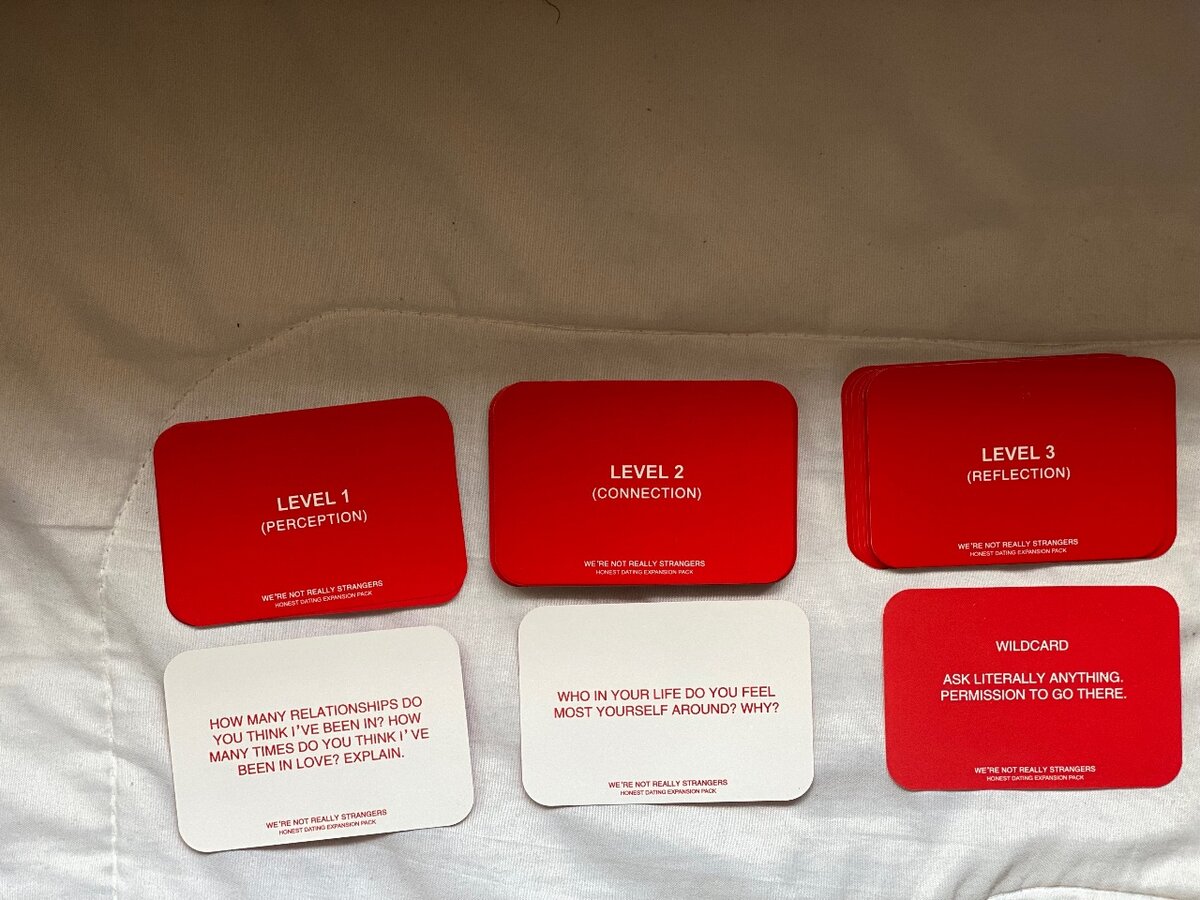 LEVEL 1
(PERCEPTION)
WE'RE NOT REALLY STRANGERS
HONEST DATING EXPANSION PACK
LEVEL 2
(CONNECTION)
WE'RE NOT REALLY STRANGERS
HONEST DATING EXPANSION PACK
LEVEL 3
(REFLECTION)
WE'RE NOT REALLY STRANGERS
HONEST DATING EXPANSION PACK
HOW MANY RELATIONSHIPS DO
YOU THINK I'VE BEEN IN? HOW
MANY TIMES DO YOU THINK I'VE
BEEN IN LOVE? EXPLAIN.
WE'RE NOT REALLY STRANGERS
HONEST DATING EXPANSION PACK
WHO IN YOUR LIFE DO YOU FEEL
MOST YOURSELF AROUND? WHY?
WE'RE NOT REALLY STRANGERS
HONEST DATING EXPANSION PACK
WILDCARD
ASK LITERALLY ANYTHING.
PERMISSION TO GO THERE.
WE'RE NOT REALLY STRANGERS
HONEST DATING EXPANSION PACK